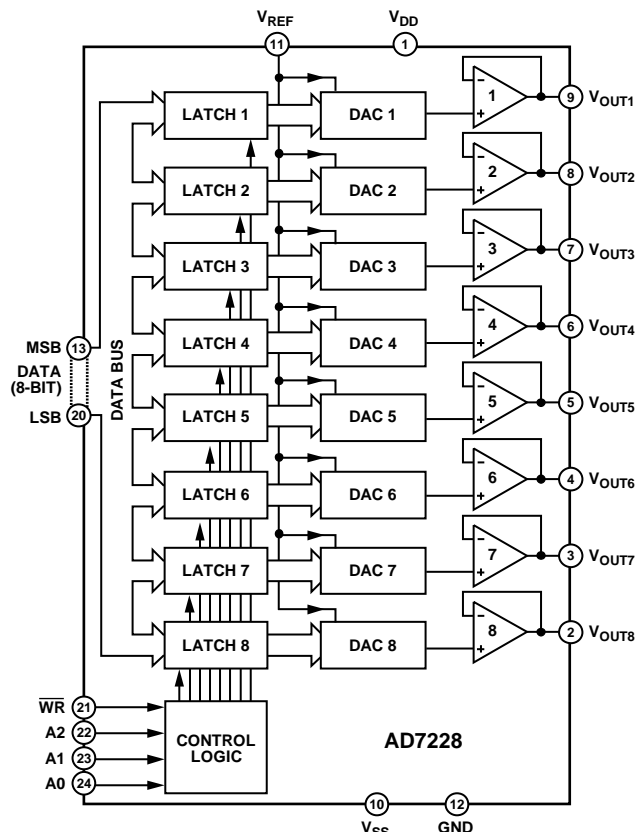 VREF
VDD
11
1
LATCH 1
DAC 1
1
9
VOUT1
LATCH 2
DAC 2
2
8
VOUT2
LATCH 3
DAC 3
3
7
VOUT3
MSB
13
LATCH 4
DAC 4
4
6
VOUT4
DATA
(8-BIT)
DATA BUS
LSB
20
LATCH 5
DAC 5
5
5
VOUT5
LATCH 6
DAC 6
6
4
VOUT6
LATCH 7
DAC 7
7
3
VOUT7
LATCH 8
DAC 8
8
2
VOUT8
WR
21
A2
22
A1
23
A0
24
CONTROL
LOGIC
AD7228
10
12
VSS
GND